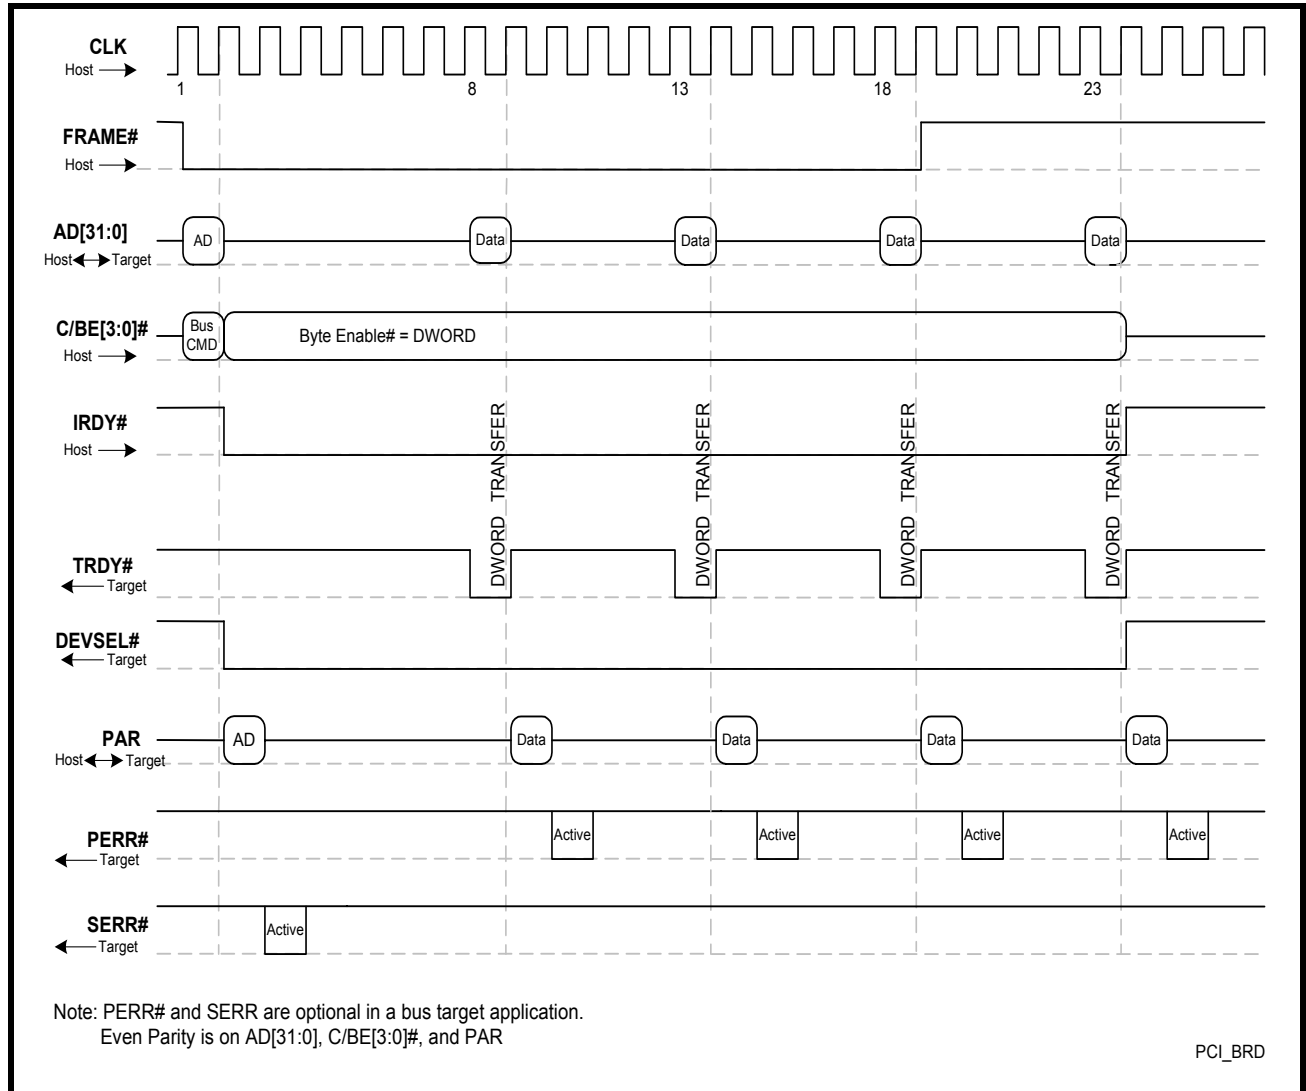 CLK
Host
1
8
13
18
23
FRAME#
Host
AD[31:0]
Host Target
AD
Data
Data
Data
Data
C/BE[3:0]#
Host
Bus
CMD
Byte Enable# = DWORD
IRDY#
Host
DWORD TRANSFER
DWORD TRANSFER
DWORD TRANSFER
DWORD TRANSFER
TRDY#
Target
DEVSEL#
Target
PAR
Host Target
AD
Data
Data
Data
Data
PERR#
Target
Active
Active
Active
Active
SERR#
Target
Active
Note: PERR# and SERR are optional in a bus target application.
Even Parity is on AD[31:0], C/BE[3:0]#, and PAR
PCI_BRD